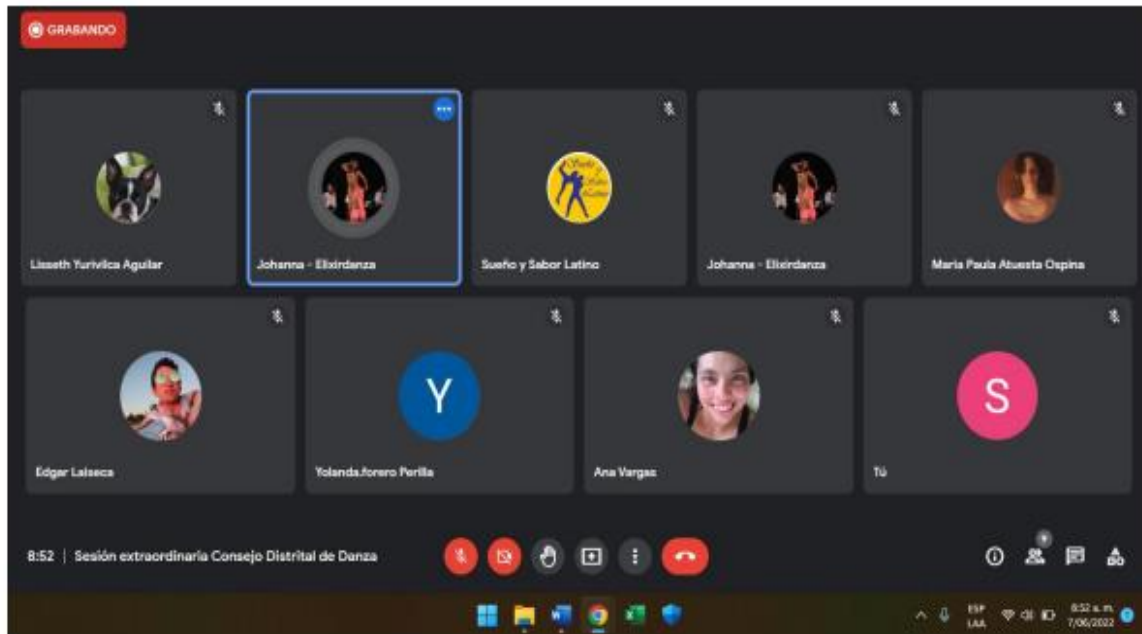 GRABANDO
Lisseth Yurivilca Aguilar
Johanna - Elixirdanza
Sueño y Sabor Latino
Johanna - Elixirdanza
Maria Paula Atuesta Ospina
Edgar Laiseca
Y
Yolanda.forero Perilla
Ana Vargas
S
Tú
8:52 | Sesión extraordinaria Consejo Distrital de Danza
ESP
LAA
8:52 a. m.
7/06/2022